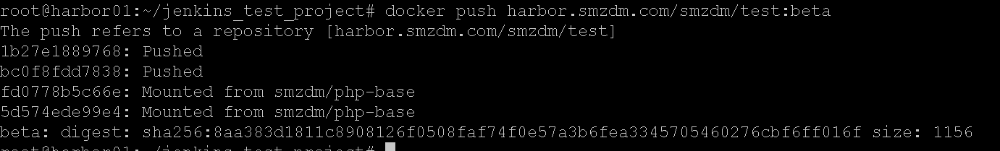 root@harbor01:~/jenkins_test_project# docker push harbor.smzdm.com/smzdm/test:beta
The push refers to a repository [harbor.smzdm.com/smzdm/test]
1b27e1889768: Pushed
bc0f8fdd7838: Pushed
fd0778b5c66e: Mounted from smzdm/php-base
5d574ede99e4: Mounted from smzdm/php-base
beta: digest: sha256:8aa383d1811c8908126f0508faf74f0e57a3b6fea3345705460276cbf6ff016f size: 1156
root@harbor01:~/jenkins_test_project#